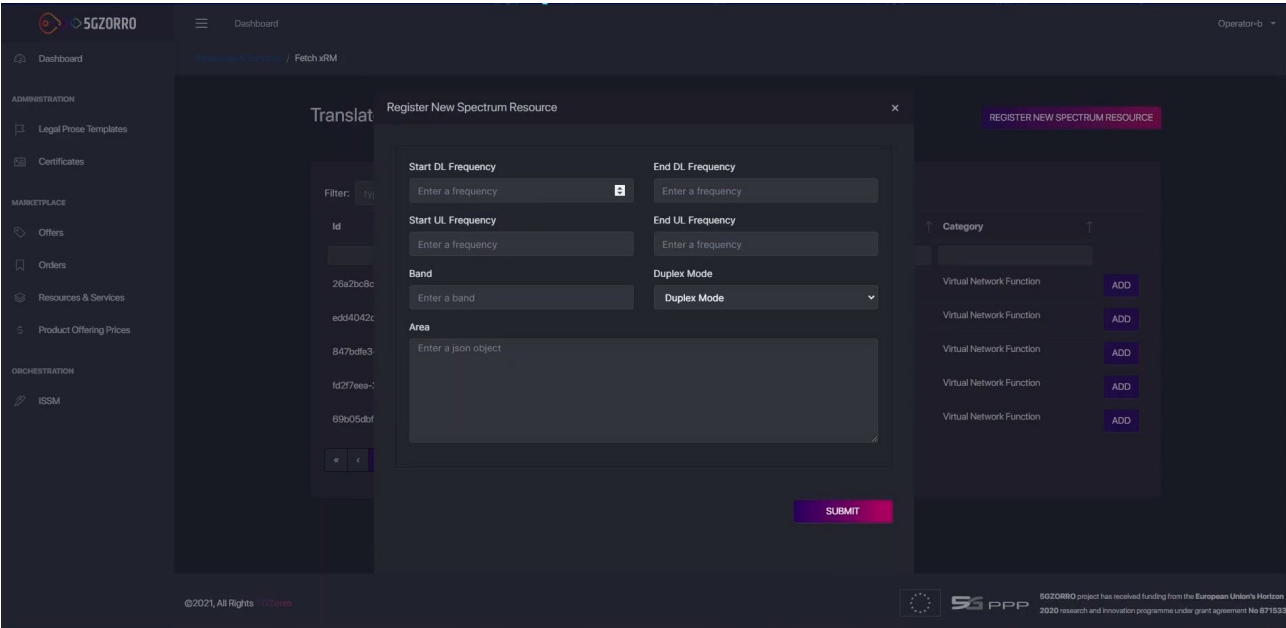 5GZORRO
Dashboard
Operator-b
Dashboard
/ Fetch xRM
ADMINISTRATION
Legal Prose Templates
Certificates
MARKETPLACE
Offers
Orders
Resources & Services
Product Offering Prices
ORCHESTRATION
ISSM
Translat
REGISTER NEW SPECTRUM RESOURCE
Register New Spectrum Resource
×
Start DL Frequency
End DL Frequency
Enter a frequency
Enter a frequency
Start UL Frequency
End UL Frequency
Enter a frequency
Enter a frequency
Band
Duplex Mode
Enter a band
Duplex Mode
Area
Enter a json object
SUBMIT
Filter: ty
Id
Category
26a2bc8c
Virtual Network Function
ADD
edd4042c
Virtual Network Function
ADD
847bdfe3-
Virtual Network Function
ADD
fd2f7eea-
Virtual Network Function
ADD
69b05dbf
Virtual Network Function
ADD
« ‹
©2021, All Rights 5GZorro
5G PPP
5GZORRO project has received funding from the European Union's Horizon
2020 research and innovation programme under grant agreement No 871533